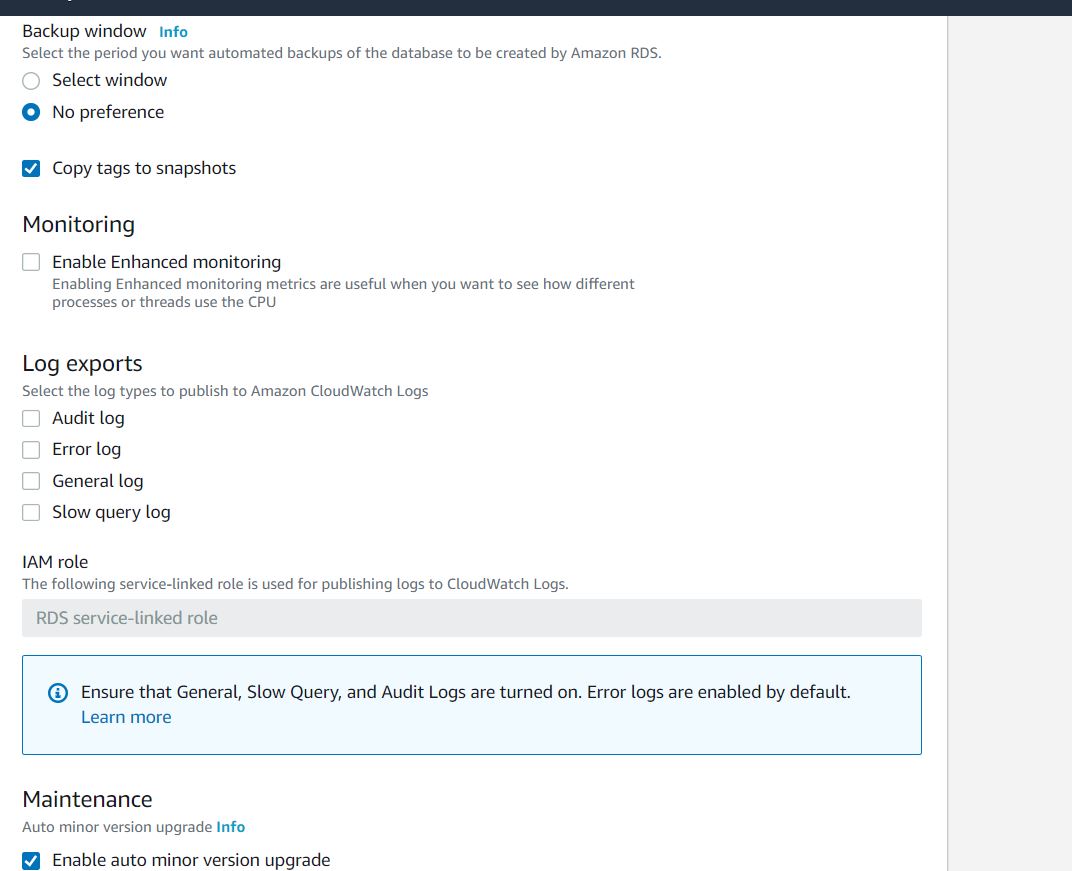 Backup window Info
Select the period you want automated backups of the database to be created by Amazon RDS.
Select window
No preference
Copy tags to snapshots
Monitoring
Enable Enhanced monitoring
Enabling Enhanced monitoring metrics are useful when you want to see how different
processes or threads use the CPU
Log exports
Select the log types to publish to Amazon CloudWatch Logs
Audit log
Error log
General log
Slow query log
IAM role
The following service-linked role is used for publishing logs to CloudWatch Logs.
RDS service-linked role
Ensure that General, Slow Query, and Audit Logs are turned on. Error logs are enabled by default.
Learn more
Maintenance
Auto minor version upgrade Info
Enable auto minor version upgrade